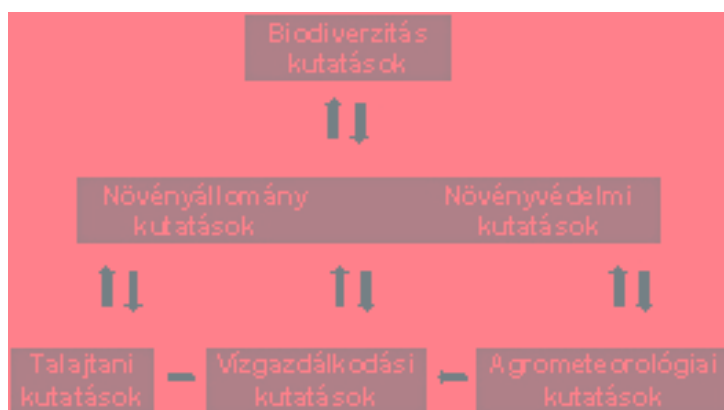 Biodiverzitás
kutatások
Növényállomány
kutatások
Növényvédelmi
kutatások
Talajtani
kutatások
Vízgazdálkodási
kutatások
Agrometeorológiai
kutatások